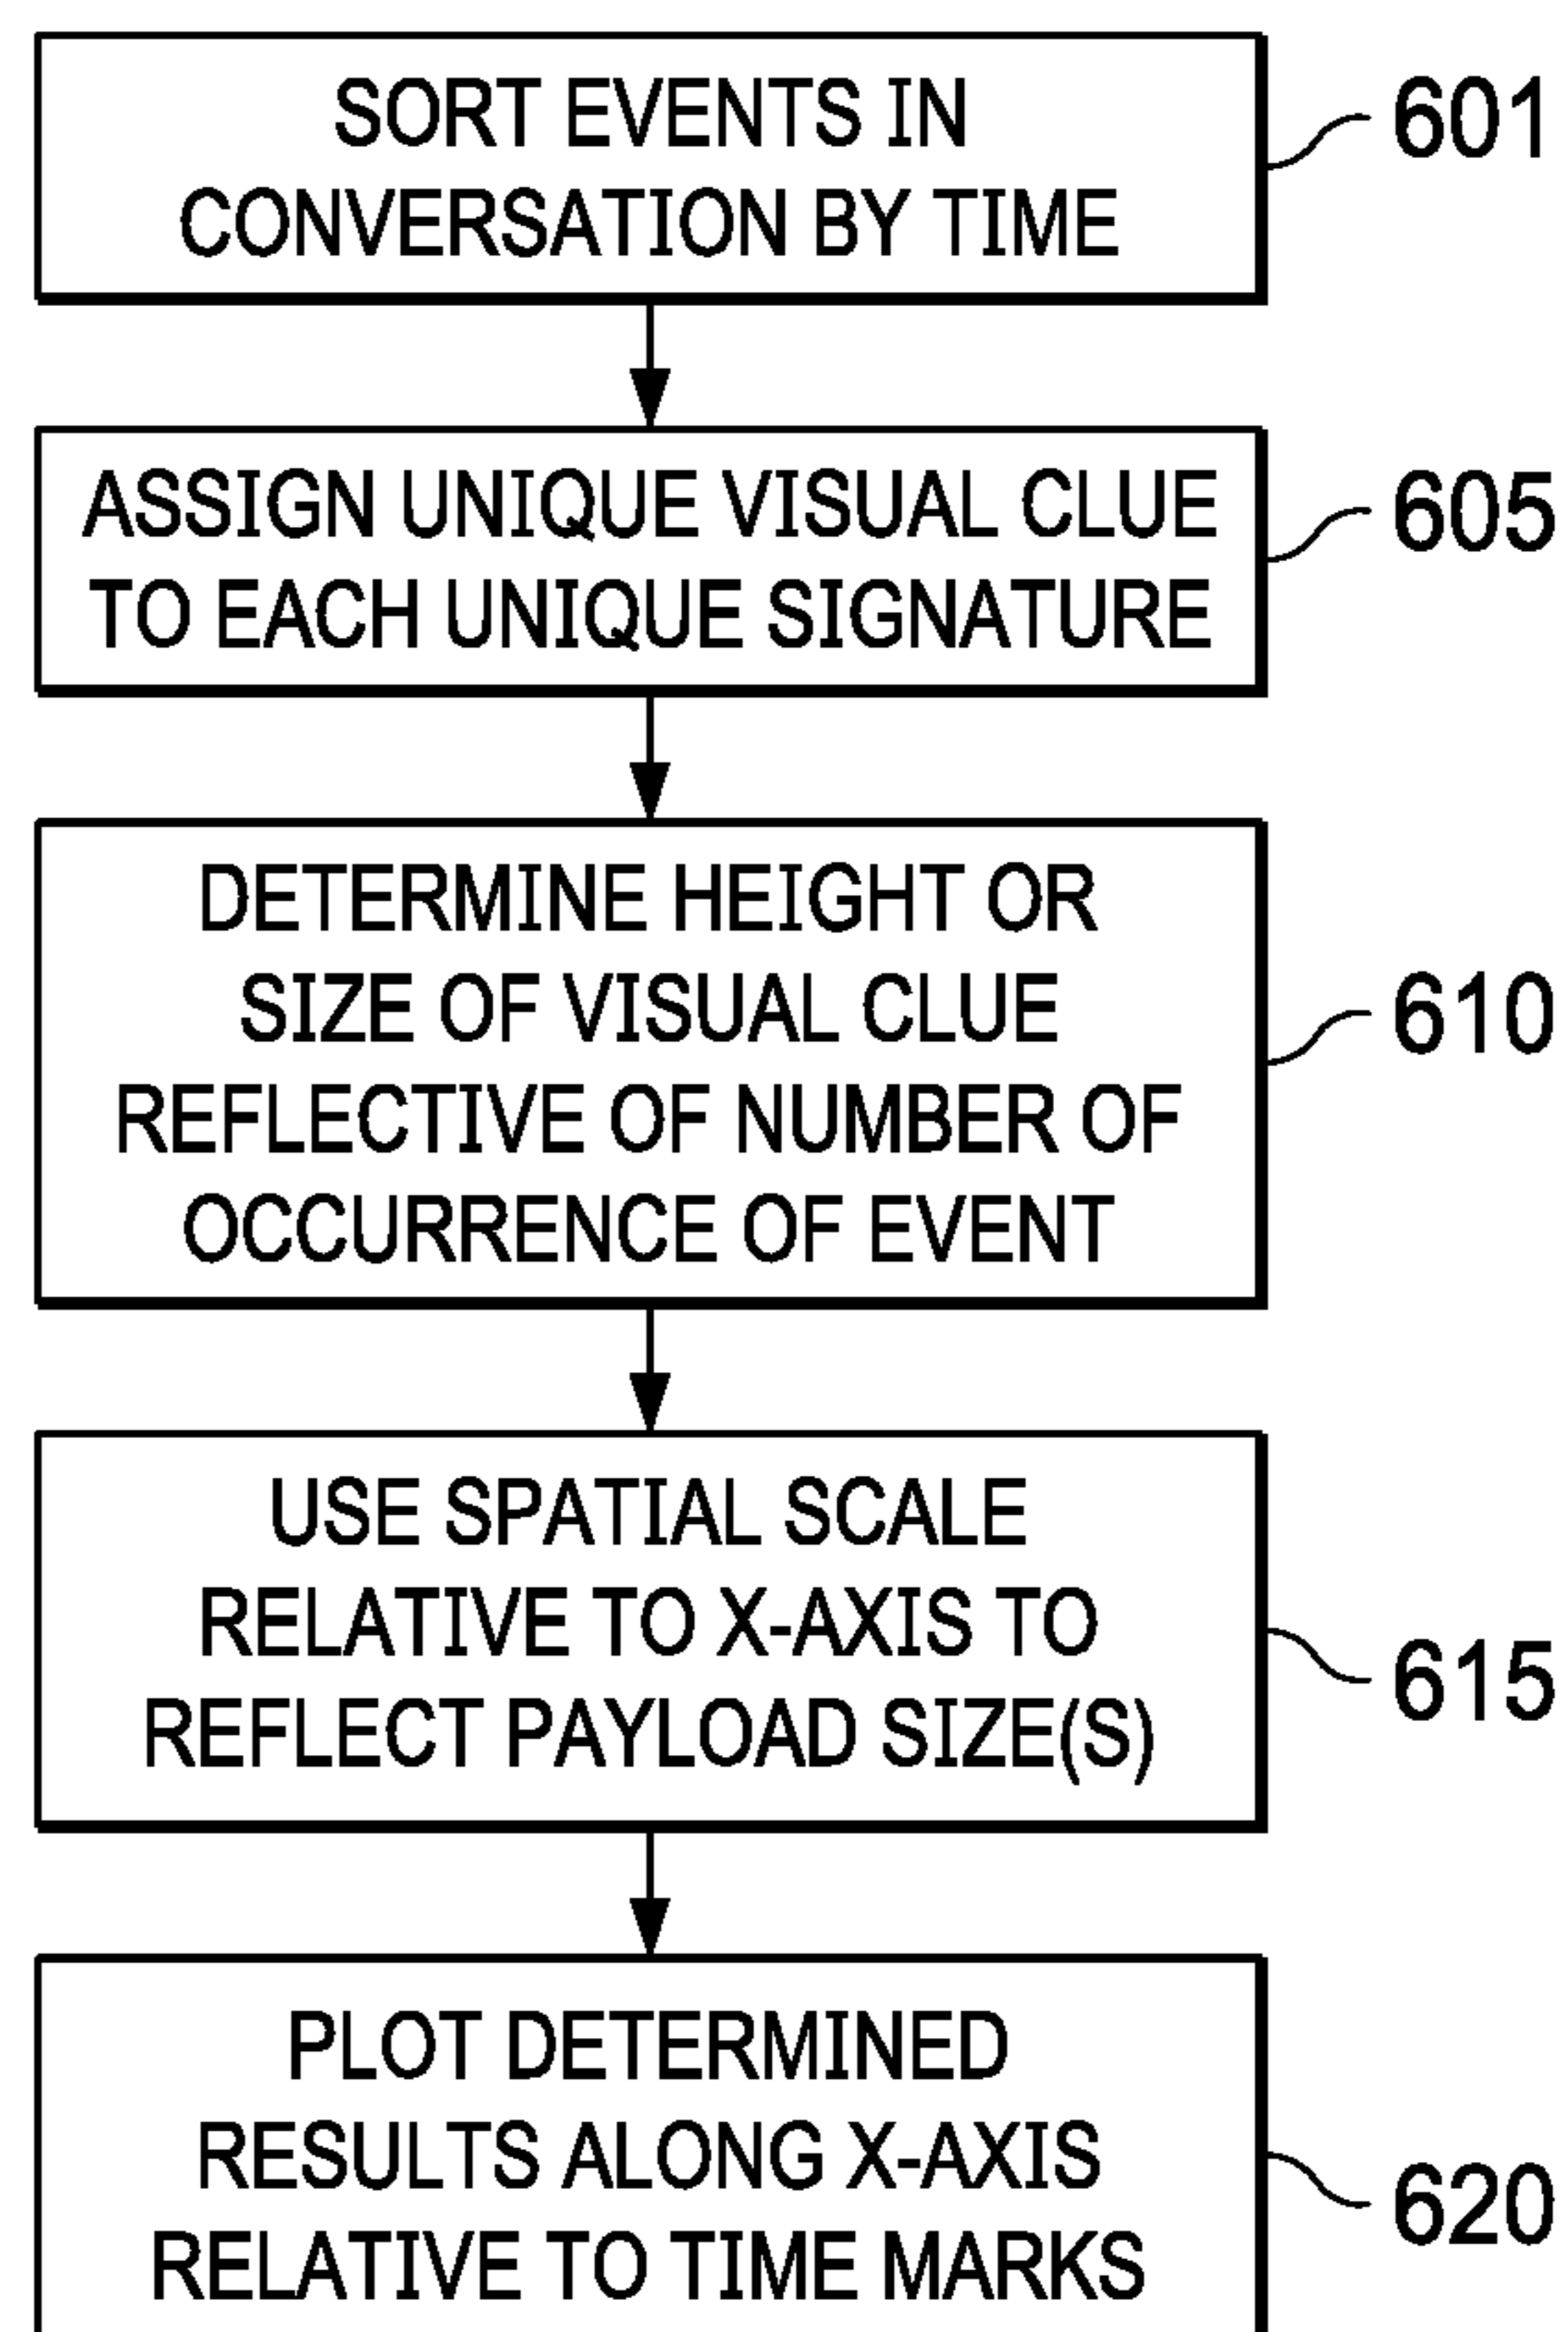 SORT EVENTS IN
CONVERSATION BY TIME
601
ASSIGN UNIQUE VISUAL CLUE
TO EACH UNIQUE SIGNATURE
605
DETERMINE HEIGHT OR
SIZE OF VISUAL CLUE
REFLECTIVE OF NUMBER OF
OCCURRENCE OF EVENT
610
USE SPATIAL SCALE
RELATIVE TO X-AXIS TO
REFLECT PAYLOAD SIZE(S)
615
PLOT DETERMINED
RESULTS ALONG X-AXIS
RELATIVE TO TIME MARKS
620